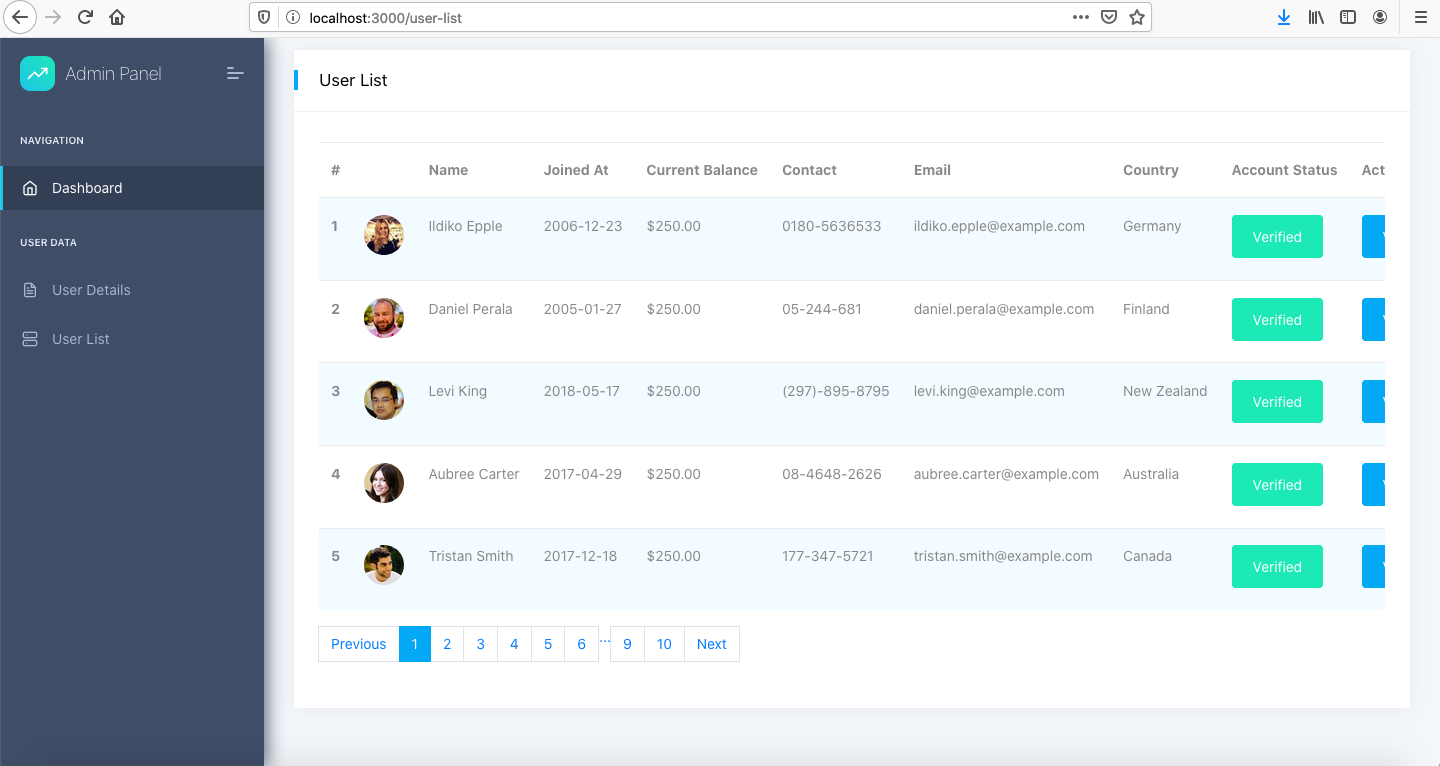 localhost:3000/user-list
Admin Panel
NAVIGATION
Dashboard
USER DATA
User Details
User List
User List
# Name Joined At Current Balance Contact Email Country Account Status Act
1 Ildiko Epple 2006-12-23 $250.00 0180-5636533 ildiko.epple@example.com Germany Verified
2 Daniel Perala 2005-01-27 $250.00 05-244-681 daniel.perala@example.com Finland Verified
3 Levi King 2018-05-17 $250.00 (297)-895-8795 levi.king@example.com New Zealand Verified
4 Aubree Carter 2017-04-29 $250.00 08-4648-2626 aubree.carter@example.com Australia Verified
5 Tristan Smith 2017-12-18 $250.00 177-347-5721 tristan.smith@example.com Canada Verified
Previous 1 2 3 4 5 6 ... 9 10 Next